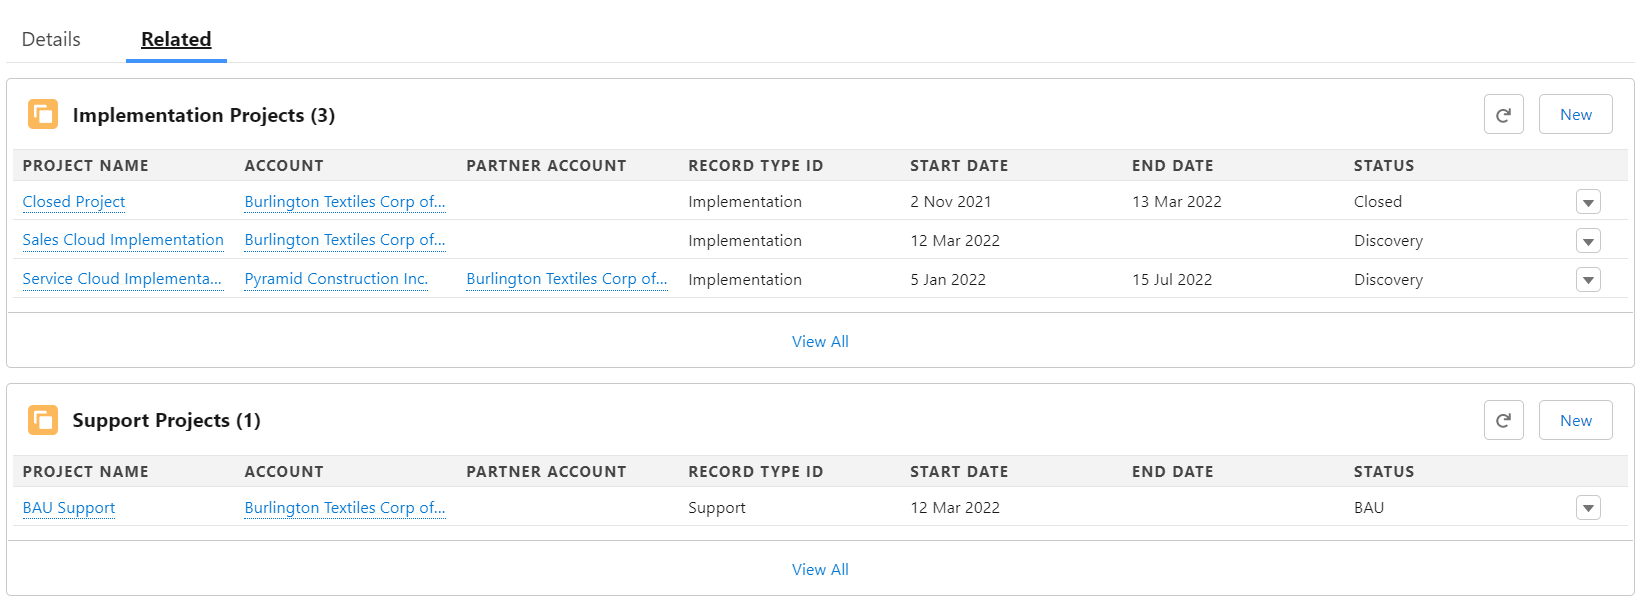 Details Related
Implementation Projects (3) New
PROJECT NAME ACCOUNT PARTNER ACCOUNT RECORD TYPE ID START DATE END DATE STATUS
Closed Project Burlington Textiles Corp of... Implementation 2 Nov 2021 13 Mar 2022 Closed
Sales Cloud Implementation Burlington Textiles Corp of... Implementation 12 Mar 2022 Discovery
Service Cloud Implementa... Pyramid Construction Inc. Burlington Textiles Corp of... Implementation 5 Jan 2022 15 Jul 2022 Discovery
View All
Support Projects (1) New
PROJECT NAME ACCOUNT PARTNER ACCOUNT RECORD TYPE ID START DATE END DATE STATUS
BAU Support Burlington Textiles Corp of... Support 12 Mar 2022 BAU
View All